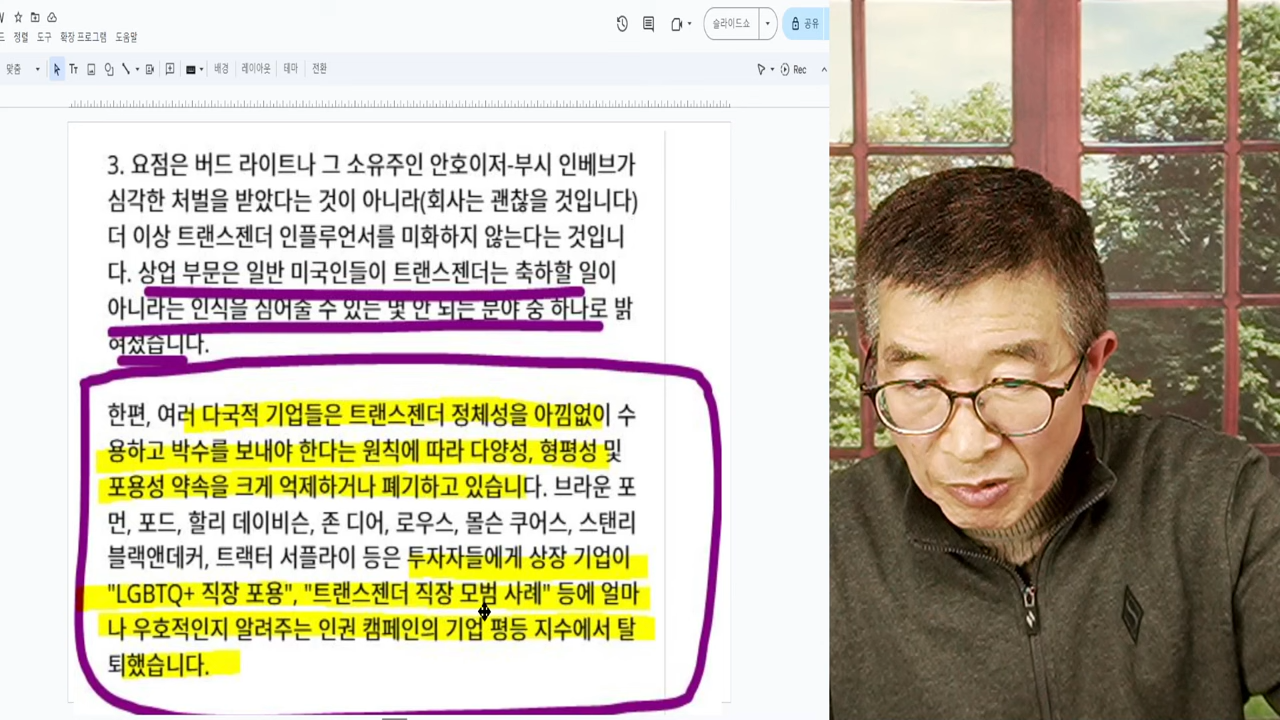 정렬 도구 확장 프로그램 도움말
슬라이드쇼
공유
맞춤
배경 레이아웃 테마 전환
Rec
3. 요점은 버드 라이트나 그 소유주인 안호이저-부시 인베브가
심각한 처벌을 받았다는 것이 아니라(회사는 괜찮을 것입니다)
더 이상 트랜스젠더 인플루언서를 미화하지 않는다는 것입니
다. 상업 부문은 일반 미국인들이 트랜스젠더는 축하할 일이
아니라는 인식을 심어줄 수 있는 몇 안 되는 분야 중 하나로 밝
혀졌습니다.
한편, 여러 다국적 기업들은 트랜스젠더 정체성을 아낌없이 수
용하고 박수를 보내야 한다는 원칙에 따라 다양성, 형평성 및
포용성 약속을 크게 억제하거나 폐기하고 있습니다. 브라운 포
먼, 포드, 할리 데이비슨, 존 디어, 로우스, 몰슨 쿠어스, 스탠리
블랙앤데커, 트랙터 서플라이 등은 투자자들에게 상장 기업이
"LGBTQ+ 직장 포용", "트랜스젠더 직장 모범 사례" 등에 얼마
나 우호적인지 알려주는 인권 캠페인의 기업 평등 지수에서 탈
퇴했습니다.